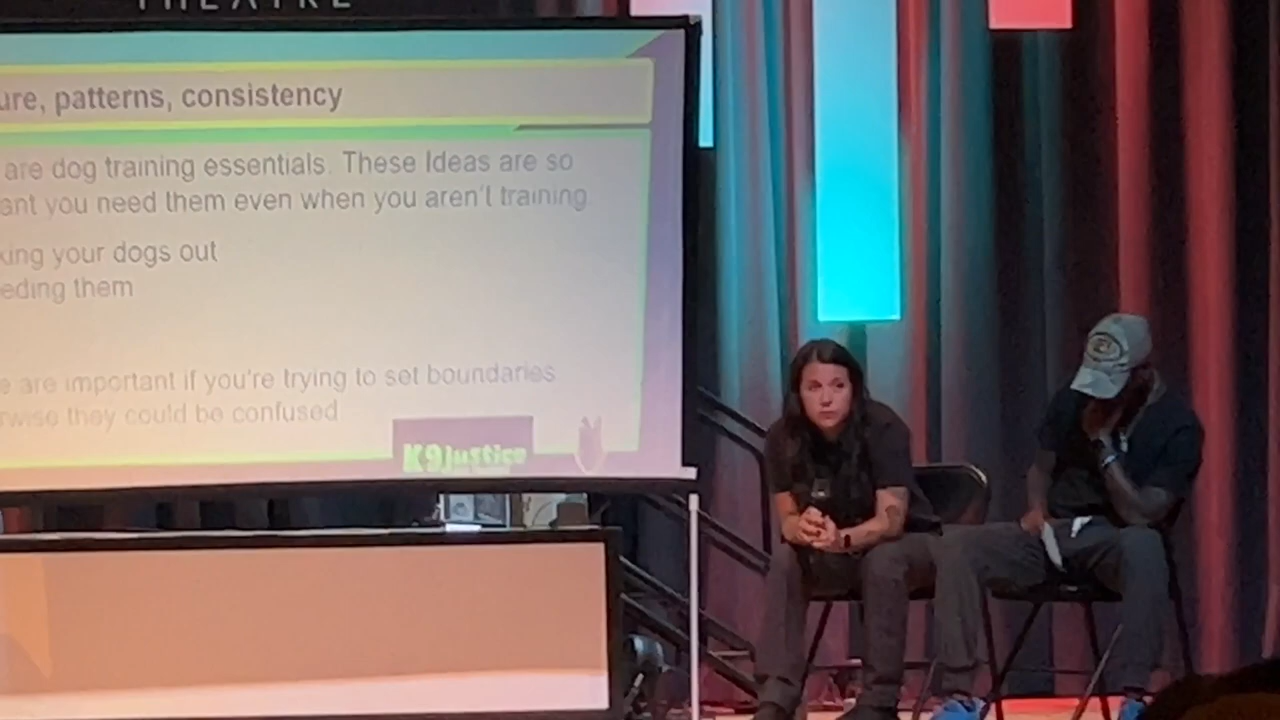 THEATRE
ure, patterns, consistency
are dog training essentials. These Ideas are so
ant you need them even when you aren't training
king your dogs out
eding them
e are important if you're trying to set boundaries
rwise they could be confused
K9Justice